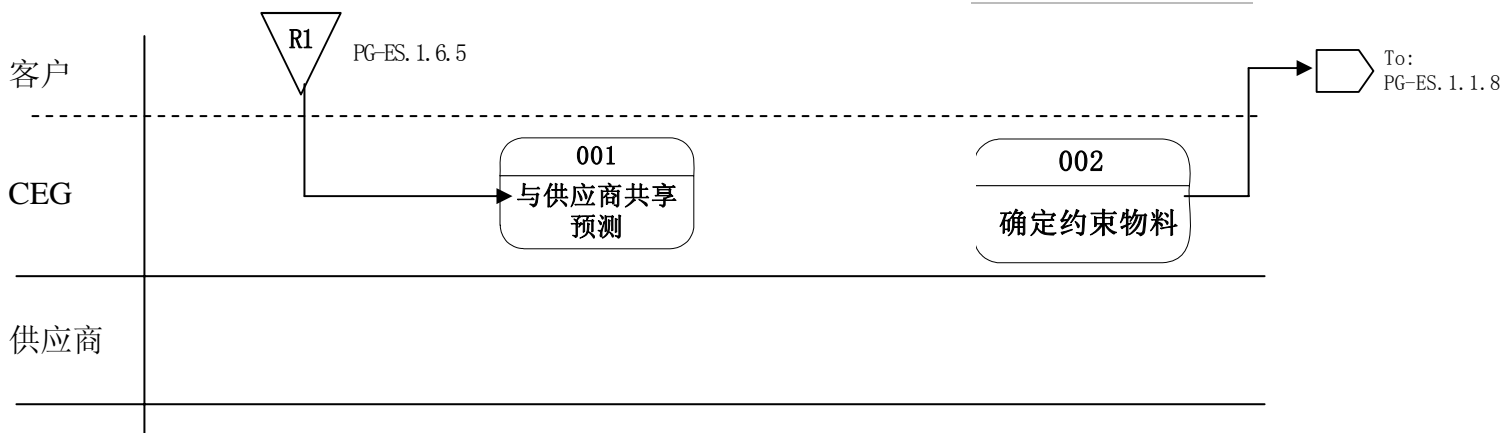 R1
PG-ES.1.6.5
To:
PG-ES.1.1.8
客户
001
与供应商共享
预测
002
确定约束物料
CEG
供应商